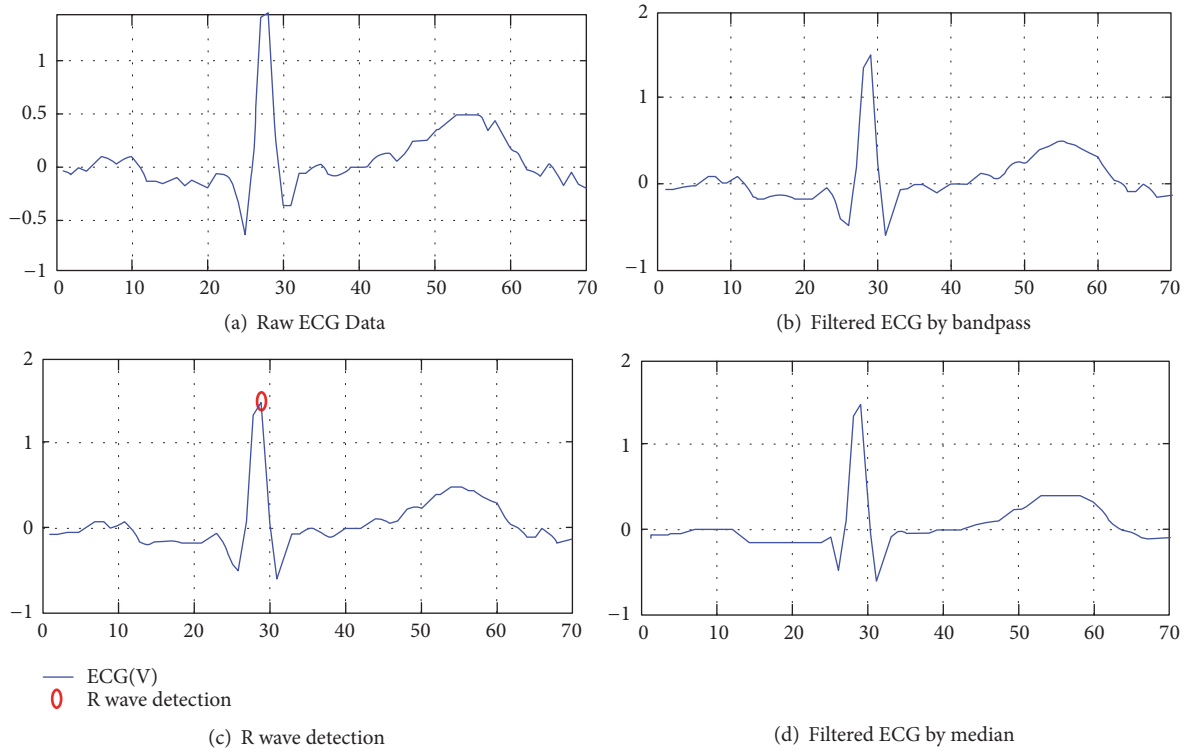 1
0.5
0
−0.5
−1
0 10 20 30 40 50 60 70
(a) Raw ECG Data
2
1
0
−1
0 10 20 30 40 50 60 70
(b) Filtered ECG by bandpass
2
1
0
−1
0 10 20 30 40 50 60 70
ECG(V)
R wave detection
(c) R wave detection
2
1
0
−1
0 10 20 30 40 50 60 70
(d) Filtered ECG by median